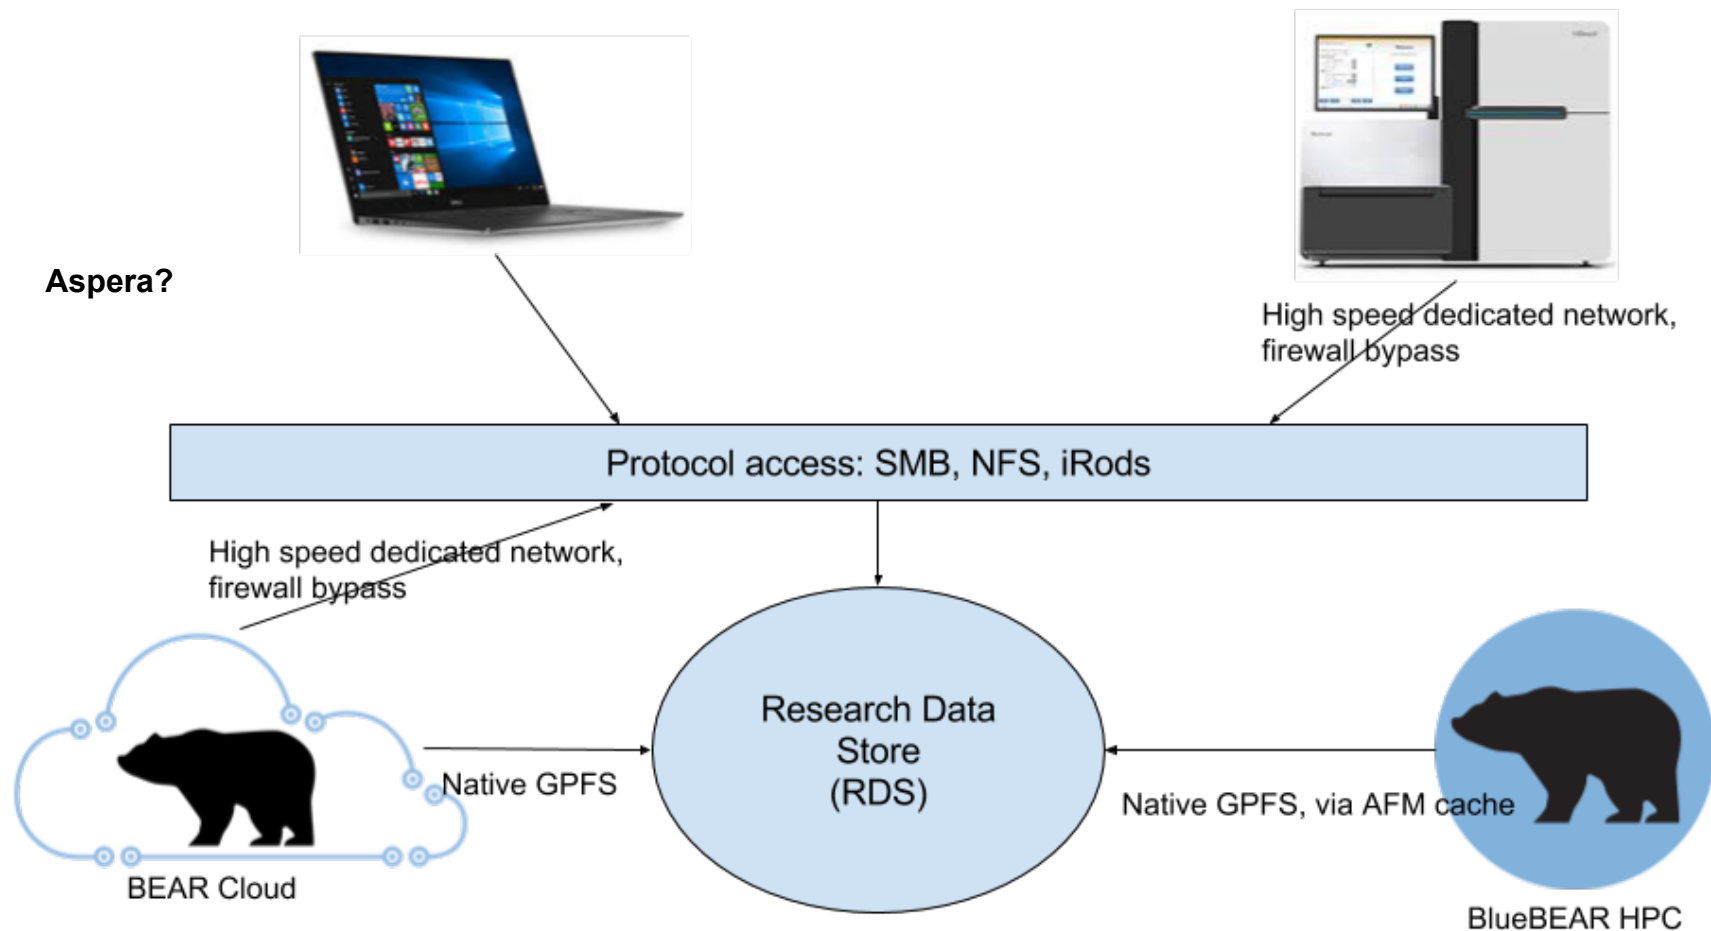 Aspera?
High speed dedicated network,
firewall bypass
Protocol access: SMB, NFS, iRods
High speed dedicated network,
firewall bypass
Research Data
Store
(RDS)
Native GPFS
Native GPFS, via AFM cache
BEAR Cloud
BlueBEAR HPC